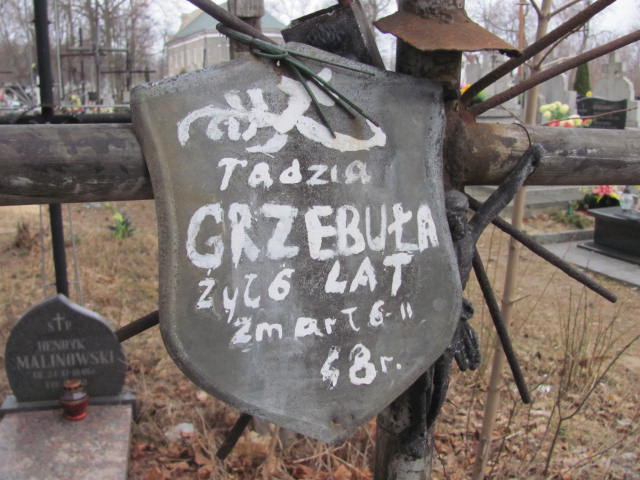 Tadzia
GRZEBUŁA
żył 6 LAT
zmarł 6-11
48 r.
Ś P
HENRYK
MALINOWSKI